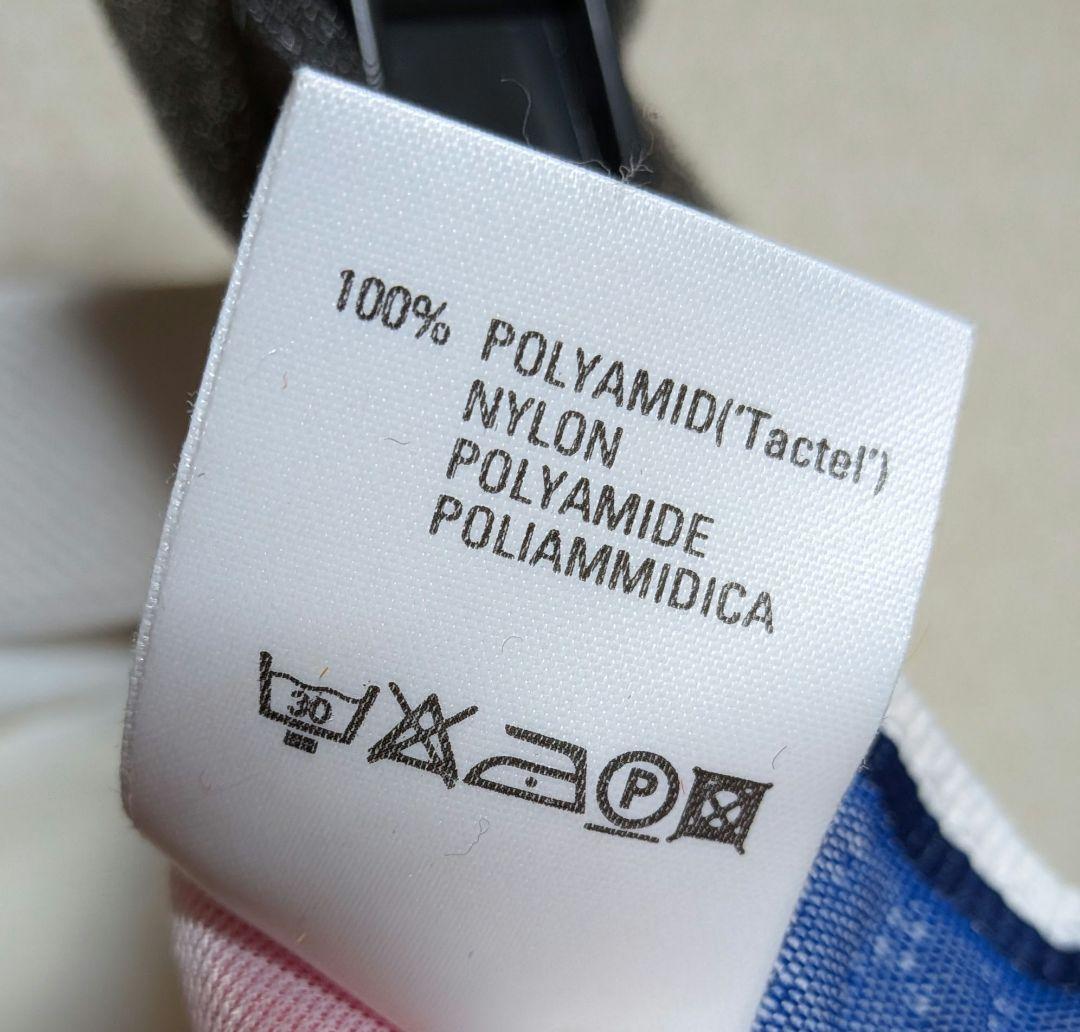 100% POLYAMID('Tactel')
NYLON
POLYAMIDE
POLIAMMIDICA
30 P